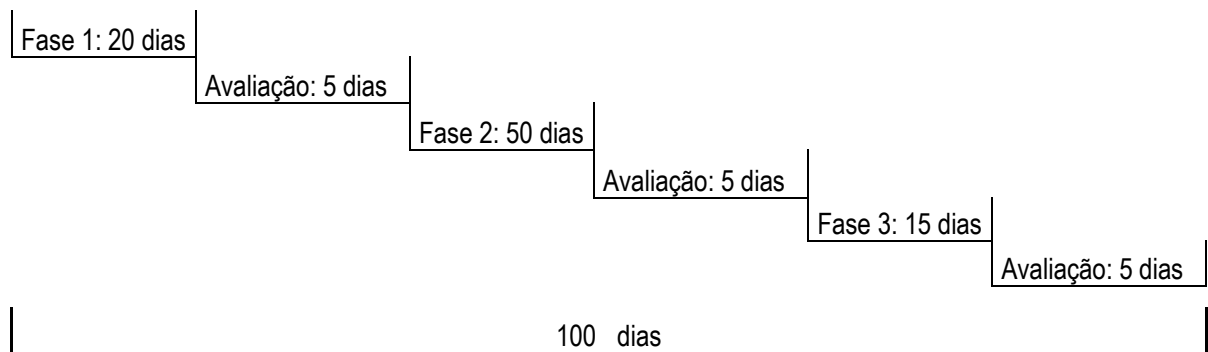 Fase 1: 20 dias
Avaliação: 5 dias
Fase 2: 50 dias
Avaliação: 5 dias
Fase 3: 15 dias
Avaliação: 5 dias
100 dias